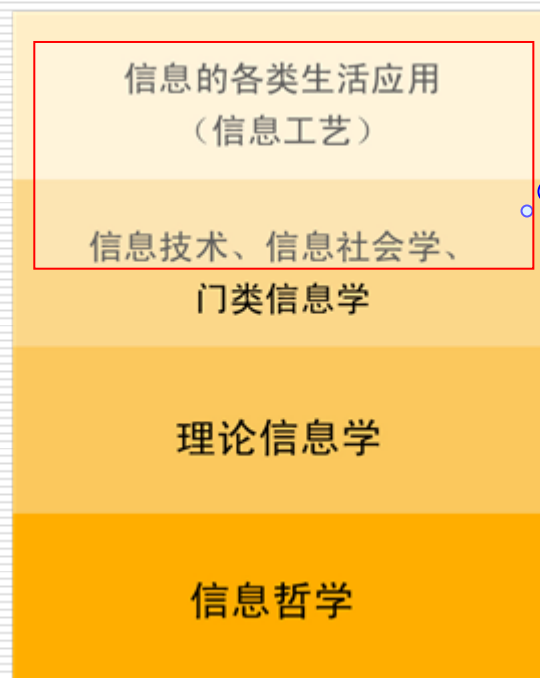 信息的各类生活应用
（信息工艺）
信息技术、信息社会学、
门类信息学
理论信息学
信息哲学